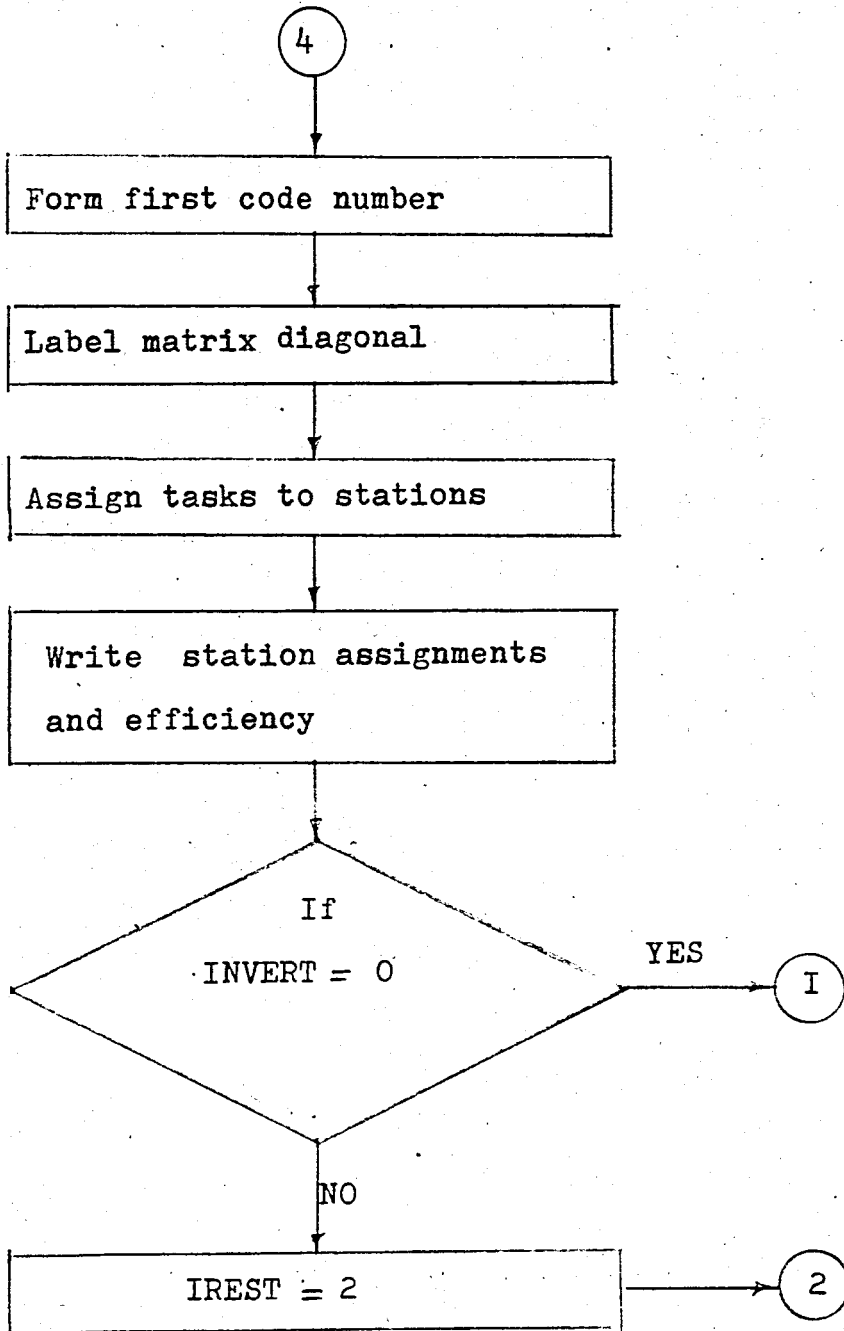 4
Form first code number
Label matrix diagonal
Assign tasks to stations
Write station assignments
and efficiency
If
INVERT = 0
YES
I
NO
IREST = 2
2